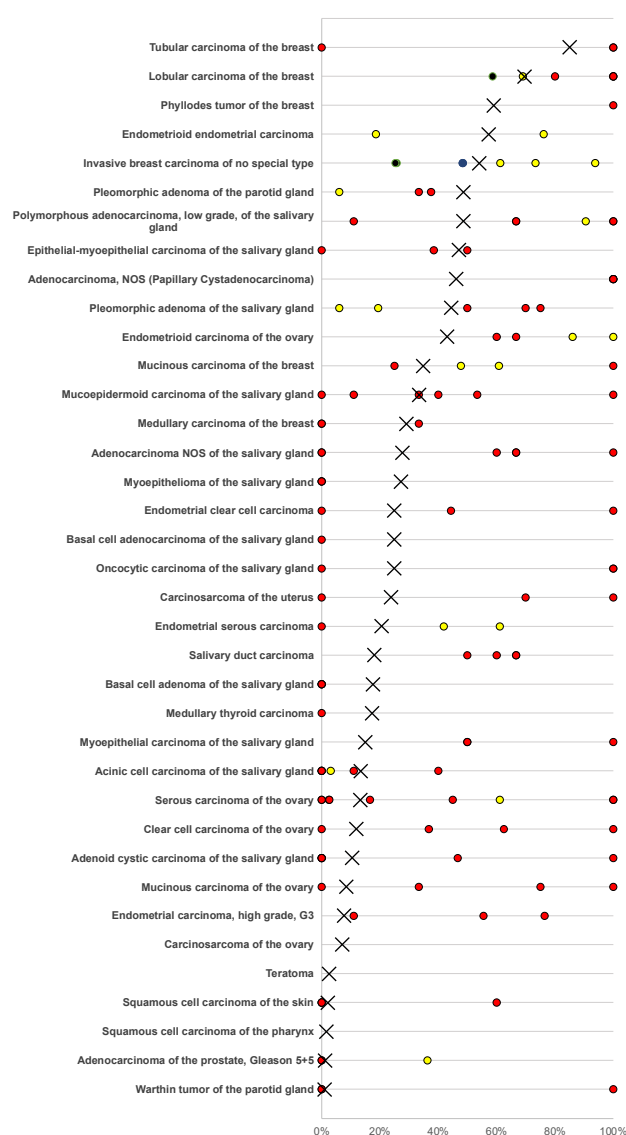 Tubular carcinoma of the breast
Lobular carcinoma of the breast
Phyllodes tumor of the breast
Endometrioid endometrial carcinoma
Invasive breast carcinoma of no special type
Pleomorphic adenoma of the parotid gland
Polymorphous adenocarcinoma, low grade, of the salivary
gland
Epithelial-myoepithelial carcinoma of the salivary gland
Adenocarcinoma, NOS (Papillary Cystadenocarcinoma)
Pleomorphic adenoma of the salivary gland
Endometrioid carcinoma of the ovary
Mucinous carcinoma of the breast
Mucoepidermoid carcinoma of the salivary gland
Medullary carcinoma of the breast
Adenocarcinoma NOS of the salivary gland
Myoepithelioma of the salivary gland
Endometrial clear cell carcinoma
Basal cell adenocarcinoma of the salivary gland
Oncocytic carcinoma of the salivary gland
Carcinosarcoma of the uterus
Endometrial serous carcinoma
Salivary duct carcinoma
Basal cell adenoma of the salivary gland
Medullary thyroid carcinoma
Myoepithelial carcinoma of the salivary gland
Acinic cell carcinoma of the salivary gland
Serous carcinoma of the ovary
Clear cell carcinoma of the ovary
Adenoid cystic carcinoma of the salivary gland
Mucinous carcinoma of the ovary
Endometrial carcinoma, high grade, G3
Carcinosarcoma of the ovary
Teratoma
Squamous cell carcinoma of the skin
Squamous cell carcinoma of the pharynx
Adenocarcinoma of the prostate, Gleason 5+5
Warthin tumor of the parotid gland
0% 20% 40% 60% 80% 100%